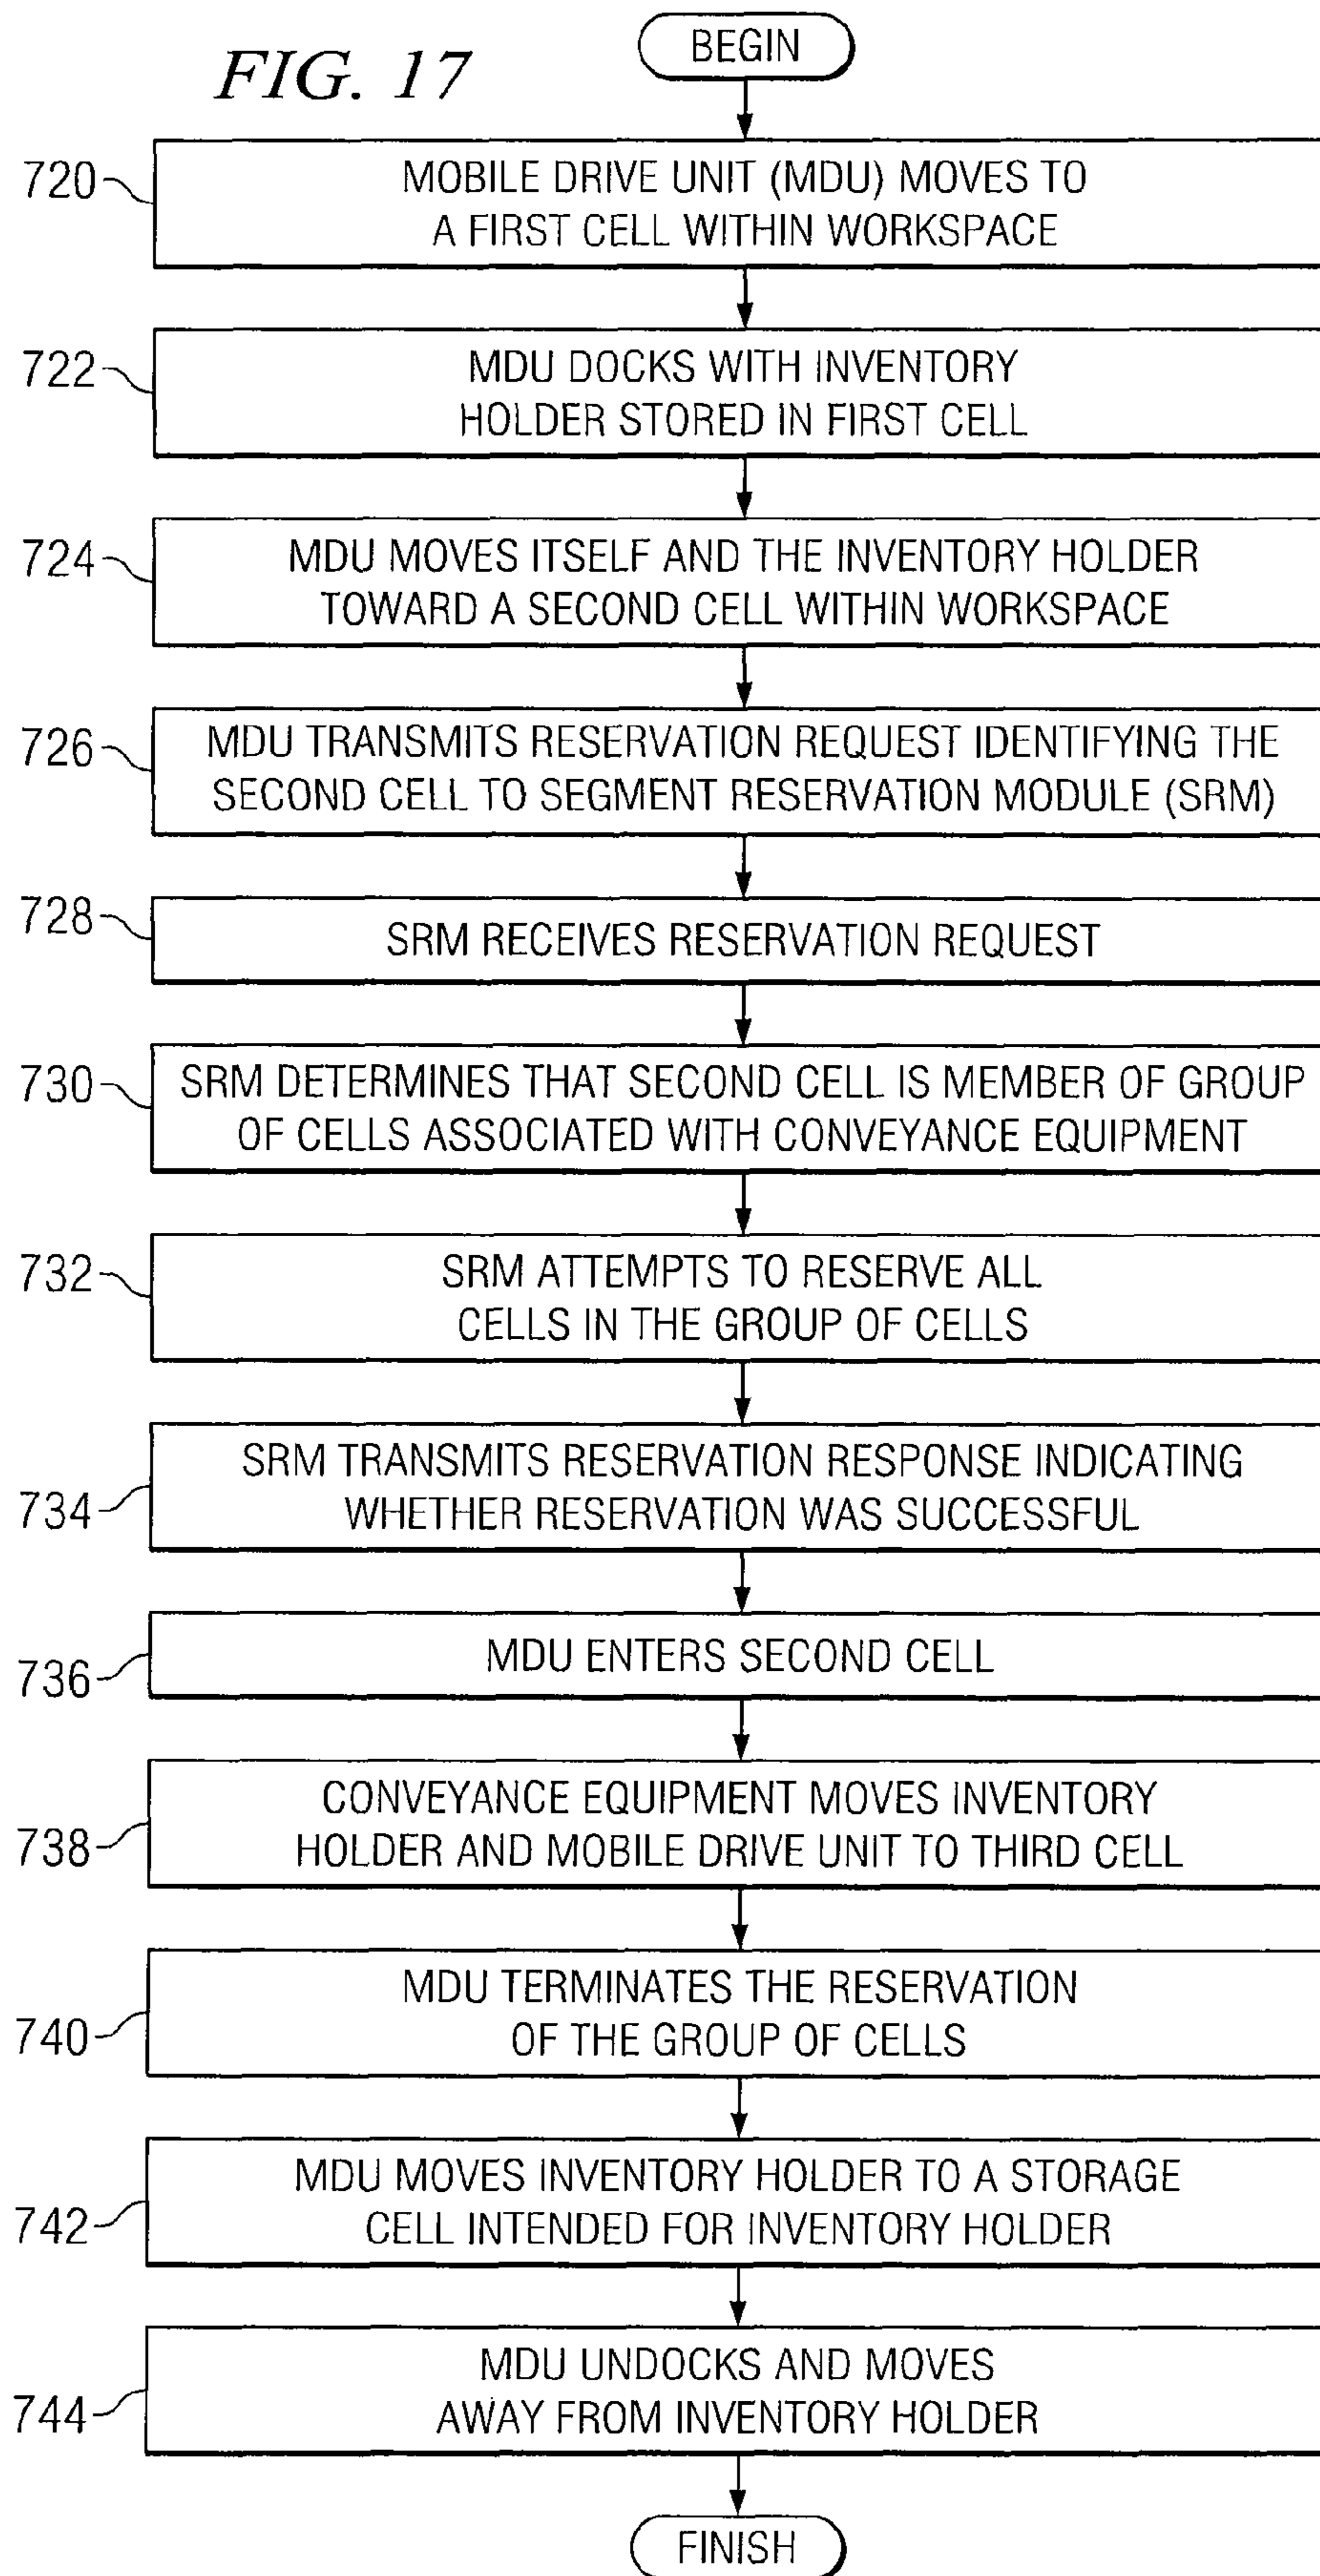 FIG. 17
BEGIN
720
MOBILE DRIVE UNIT (MDU) MOVES TO
A FIRST CELL WITHIN WORKSPACE
722
MDU DOCKS WITH INVENTORY
HOLDER STORED IN FIRST CELL
724
MDU MOVES ITSELF AND THE INVENTORY HOLDER
TOWARD A SECOND CELL WITHIN WORKSPACE
726
MDU TRANSMITS RESERVATION REQUEST IDENTIFYING THE
SECOND CELL TO SEGMENT RESERVATION MODULE (SRM)
728
SRM RECEIVES RESERVATION REQUEST
730
SRM DETERMINES THAT SECOND CELL IS MEMBER OF GROUP
OF CELLS ASSOCIATED WITH CONVEYANCE EQUIPMENT
732
SRM ATTEMPTS TO RESERVE ALL
CELLS IN THE GROUP OF CELLS
734
SRM TRANSMITS RESERVATION RESPONSE INDICATING
WHETHER RESERVATION WAS SUCCESSFUL
736
MDU ENTERS SECOND CELL
738
CONVEYANCE EQUIPMENT MOVES INVENTORY
HOLDER AND MOBILE DRIVE UNIT TO THIRD CELL
740
MDU TERMINATES THE RESERVATION
OF THE GROUP OF CELLS
742
MDU MOVES INVENTORY HOLDER TO A STORAGE
CELL INTENDED FOR INVENTORY HOLDER
744
MDU UNDOCKS AND MOVES
AWAY FROM INVENTORY HOLDER
FINISH